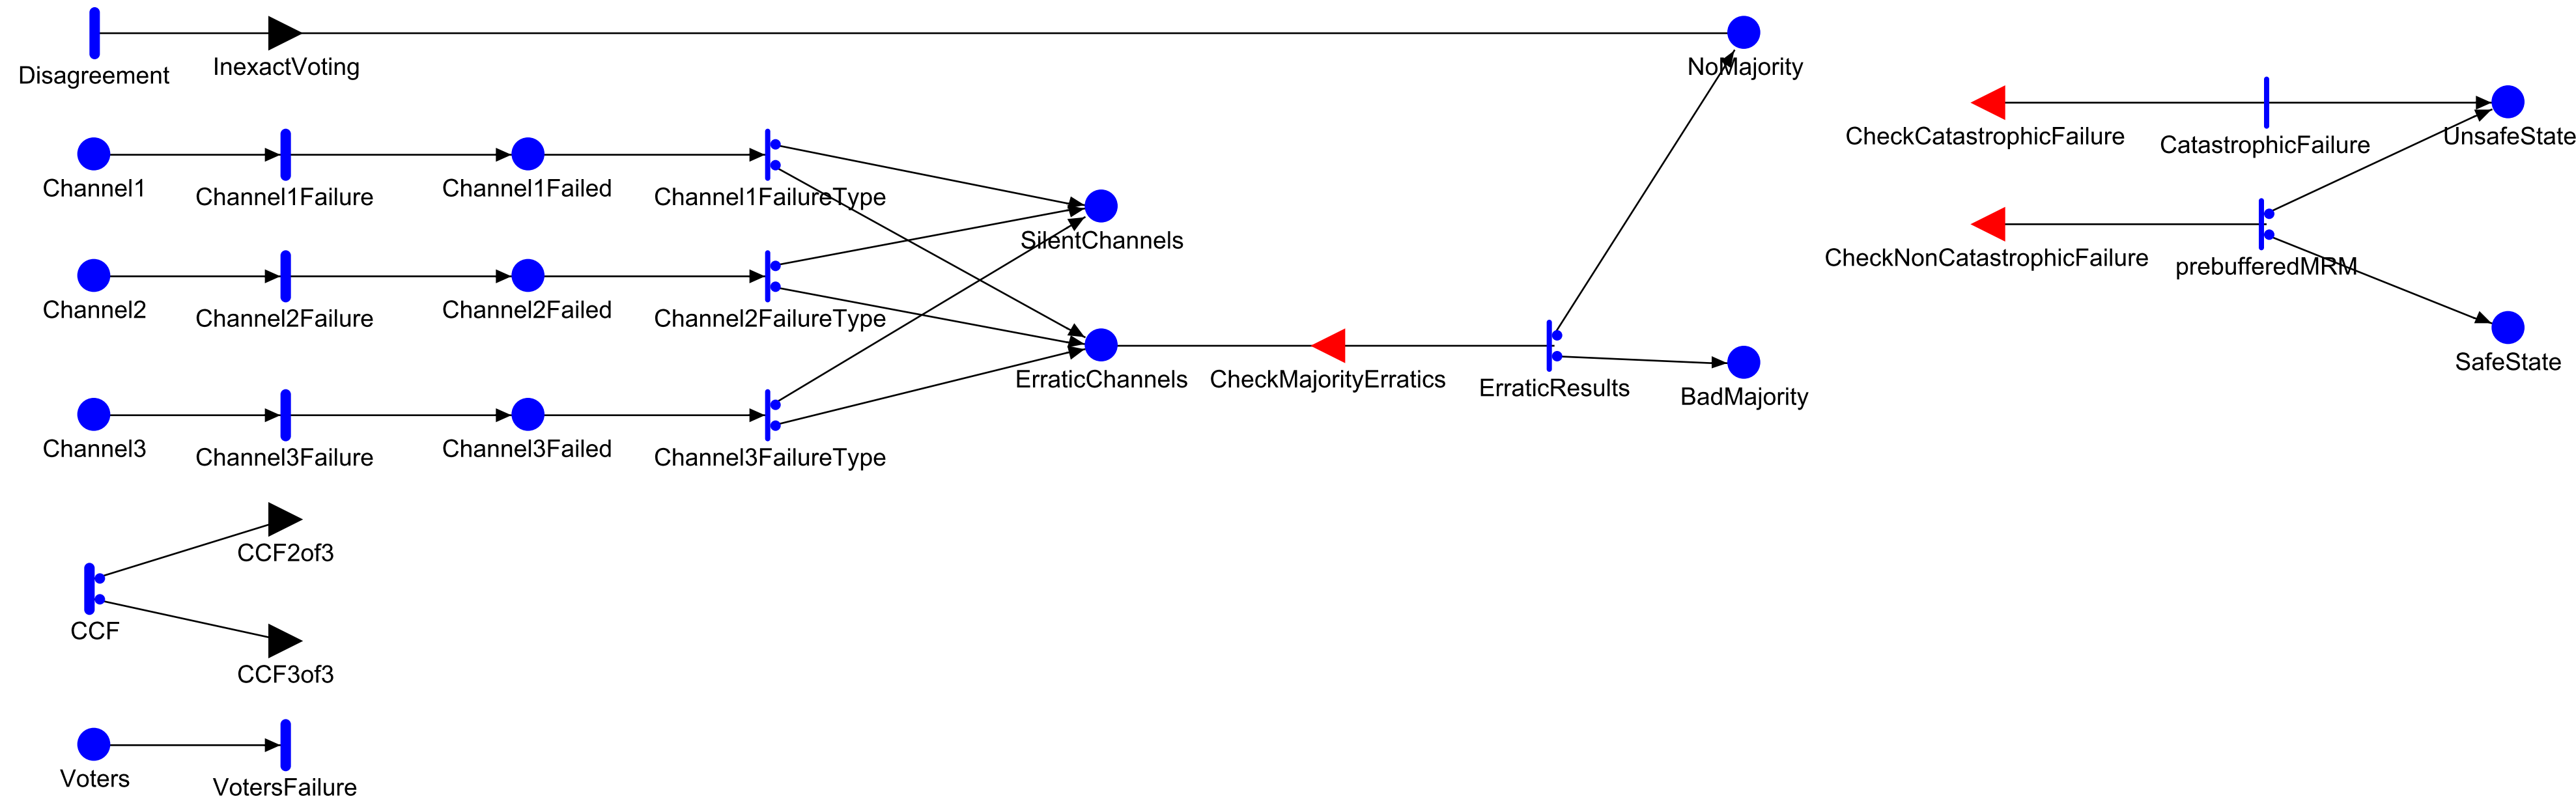 Disagreement
InexactVoting
NoMajority
CheckCatastrophicFailure
CatastrophicFailure
UnsafeState
Channel1
Channel1Failure
Channel1Failed
Channel1FailureType
SilentChannels
CheckNonCatastrophicFailure
prebufferedMRM
Channel2
Channel2Failure
Channel2Failed
Channel2FailureType
ErraticChannels
CheckMajorityErratics
ErraticResults
BadMajority
SafeState
Channel3
Channel3Failure
Channel3Failed
Channel3FailureType
CCF2of3
CCF
CCF3of3
Voters
VotersFailure